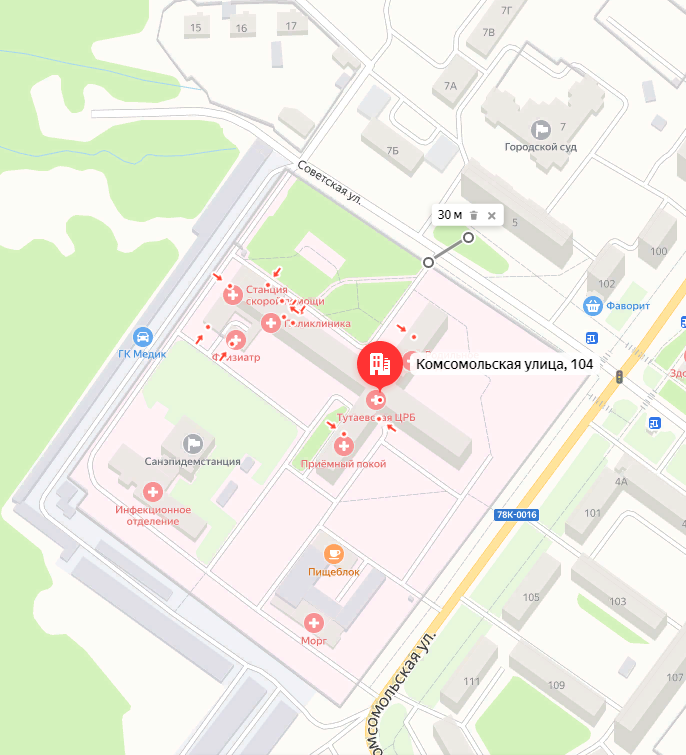 7Г
15
16
17
7В
7А
7
Городской суд
7Б
Советская ул.
30 м
5
100
102
Станция
скорой помощи
Фаворит
Поликлиника
ГК Медик
Фтизиатр
Комсомольская улица, 104
Здо
Тутаевская ЦРБ
Санэпидемстанция
Приёмный покой
4А
Инфекционное
отделение
78К-0016
101
4
Пищеблок
105
103
Морг
Комсомольская ул.
111
109
107